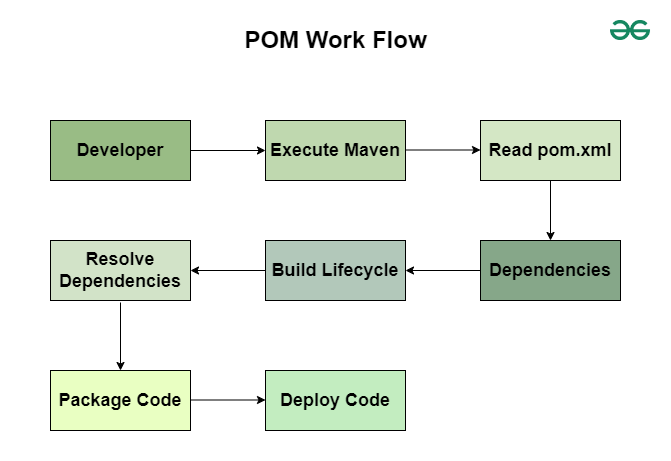 POM Work Flow
Developer
Execute Maven
Read pom.xml
Dependencies
Build Lifecycle
Resolve
Dependencies
Package Code
Deploy Code